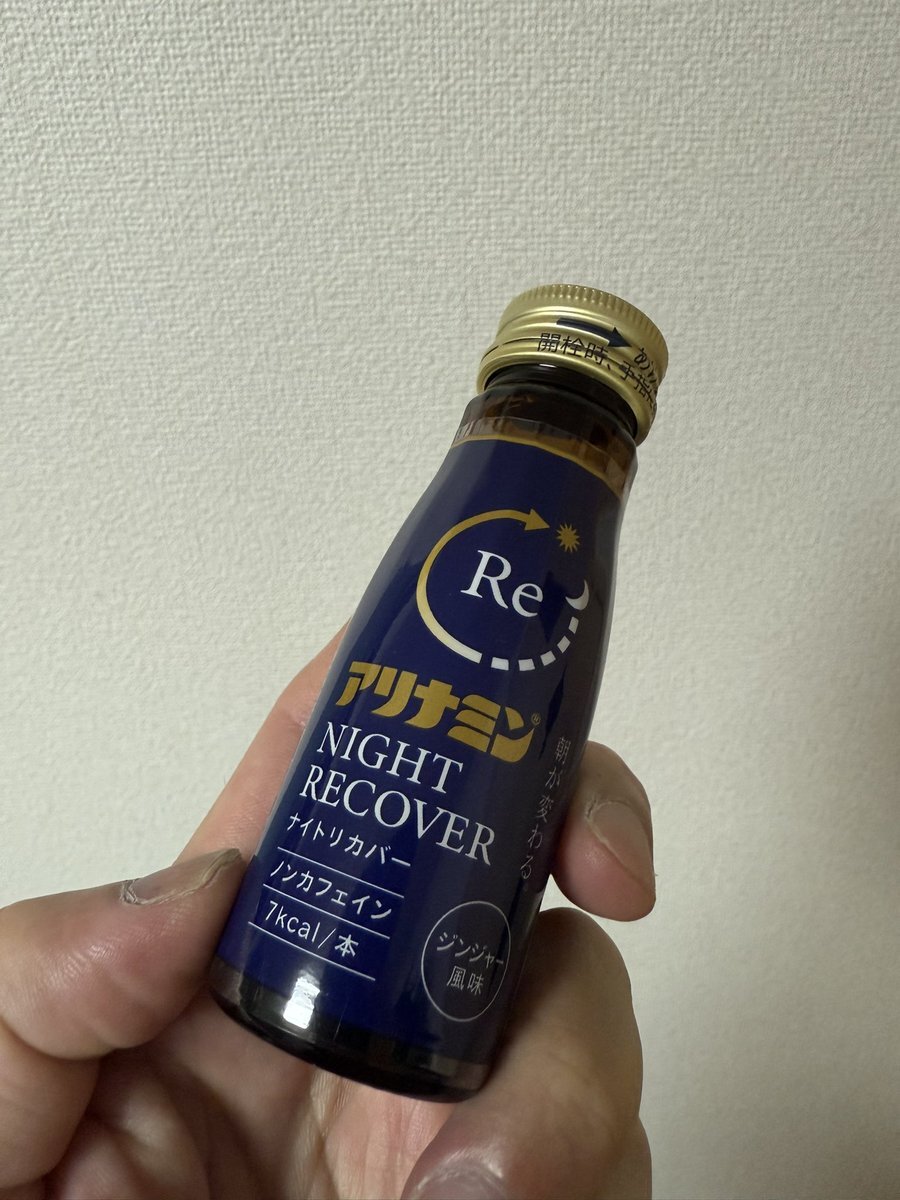 開栓時、手指
Re
アリナミン®
NIGHT
RECOVER
ナイトリカバー
ノンカフェイン
7kcal/本
朝が変わる
ジンジャー
風味